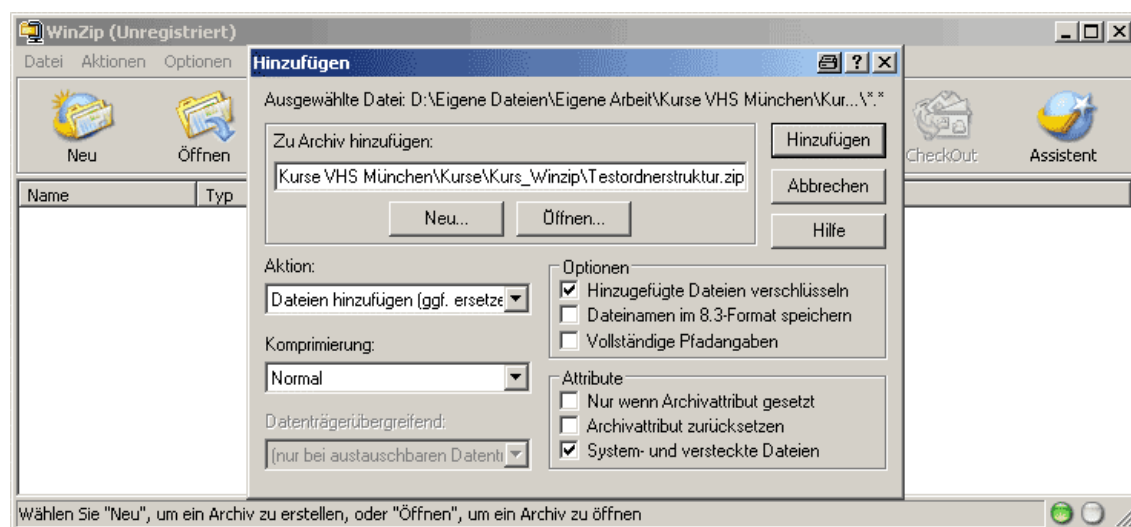 WinZip (Unregistriert)
Datei Aktionen Optionen
Neu
Öffnen
CheckOut
Assistent
Name
Typ
Hinzufügen
Ausgewählte Datei: D:\Eigene Dateien\Eigene Arbeit\Kurse VHS München\Kur...\*.*
Zu Archiv hinzufügen:
Kurse VHS München\Kurse\Kurs_Winzip\Testordnerstruktur.zip
Neu...
Öffnen...
Hinzufügen
Abbrechen
Hilfe
Aktion:
Dateien hinzufügen (ggf. ersetze
Komprimierung:
Normal
Datenträgerübergreifend:
(nur bei austauschbaren Datent
Optionen
Hinzugefügte Dateien verschlüsseln
Dateinamen im 8.3-Format speichern
Vollständige Pfadangaben
Attribute
Nur wenn Archivattribut gesetzt
Archivattribut zurücksetzen
System- und versteckte Dateien
Wählen Sie "Neu", um ein Archiv zu erstellen, oder "Öffnen", um ein Archiv zu öffnen